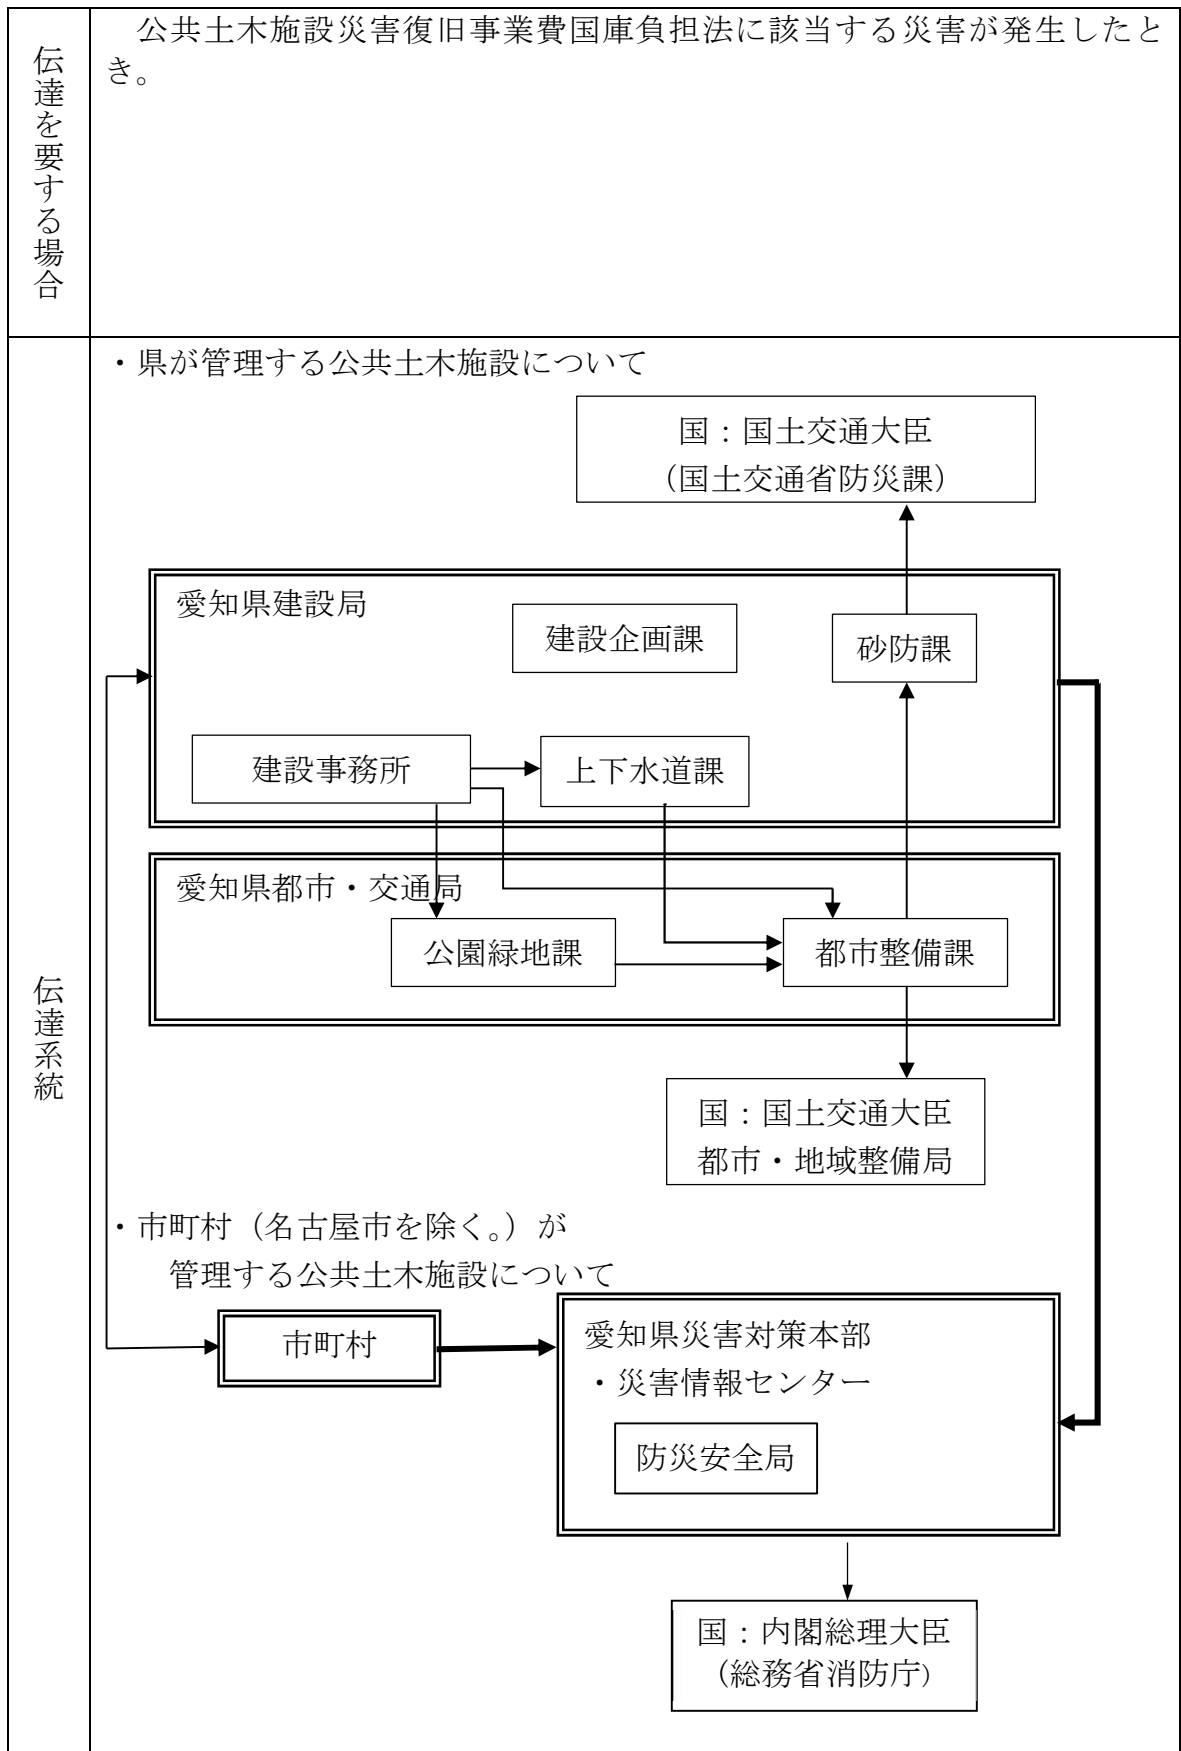 伝達を要する場合
　公共土木施設災害復旧事業費国庫負担法に該当する災害が発生したと
き。
伝達系統
・県が管理する公共土木施設について
国：国土交通大臣
（国土交通省防災課）
愛知県建設局
建設企画課
砂防課
建設事務所
上下水道課
愛知県都市・交通局
公園緑地課
都市整備課
国：国土交通大臣
都市・地域整備局
・市町村（名古屋市を除く。）が
管理する公共土木施設について
市町村
愛知県災害対策本部
・災害情報センター
防災安全局
国：内閣総理大臣
（総務省消防庁）